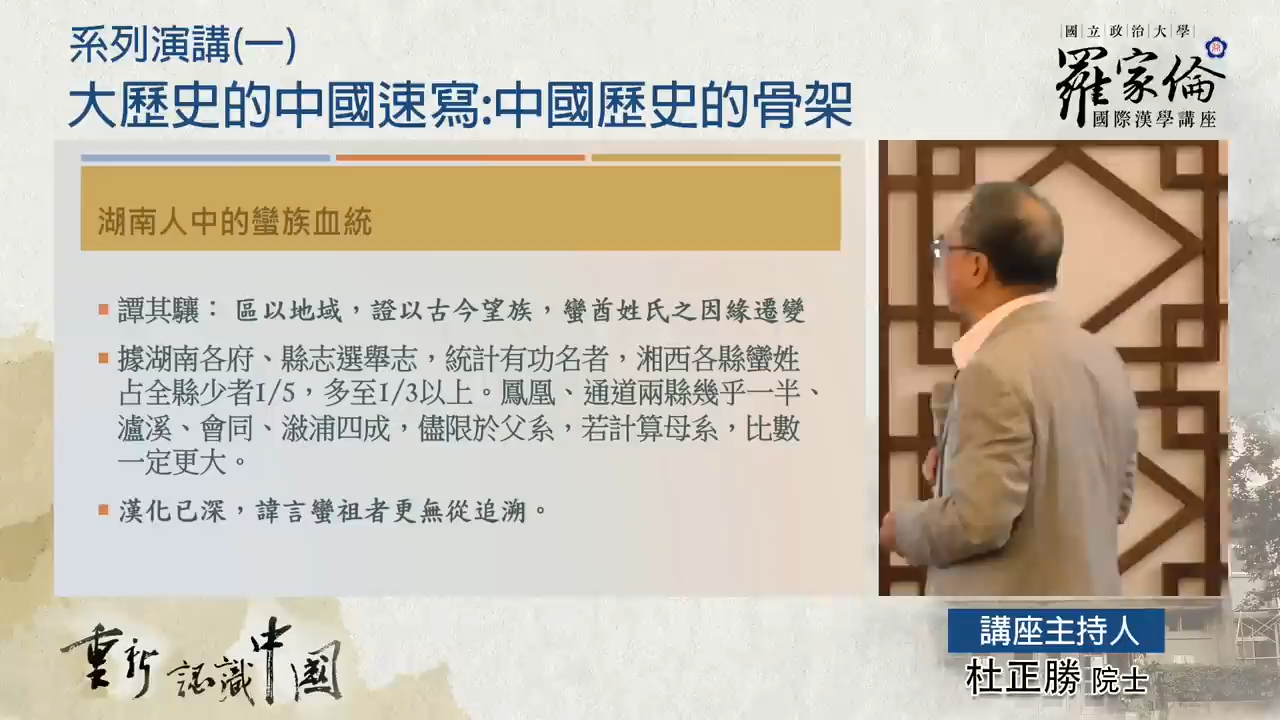 系列演講(一)
大歷史的中國速寫:中國歷史的骨架
國立政治大學
羅家倫
國際漢學講座
湖南人中的蠻族血統
譚其驤： 區以地域，證以古今望族，蠻酋姓氏之因緣遷變
據湖南各府、縣志選舉志，統計有功名者，湘西各縣蠻姓
占全縣少者1/5，多至1/3以上。鳳凰、通道兩縣幾乎一半、
瀘溪、會同、漵浦四成，儘限於父系，若計算母系，比數
一定更大。
漢化已深，諱言蠻祖者更無從追溯。
重新認識中國
講座主持人
杜正勝 院士